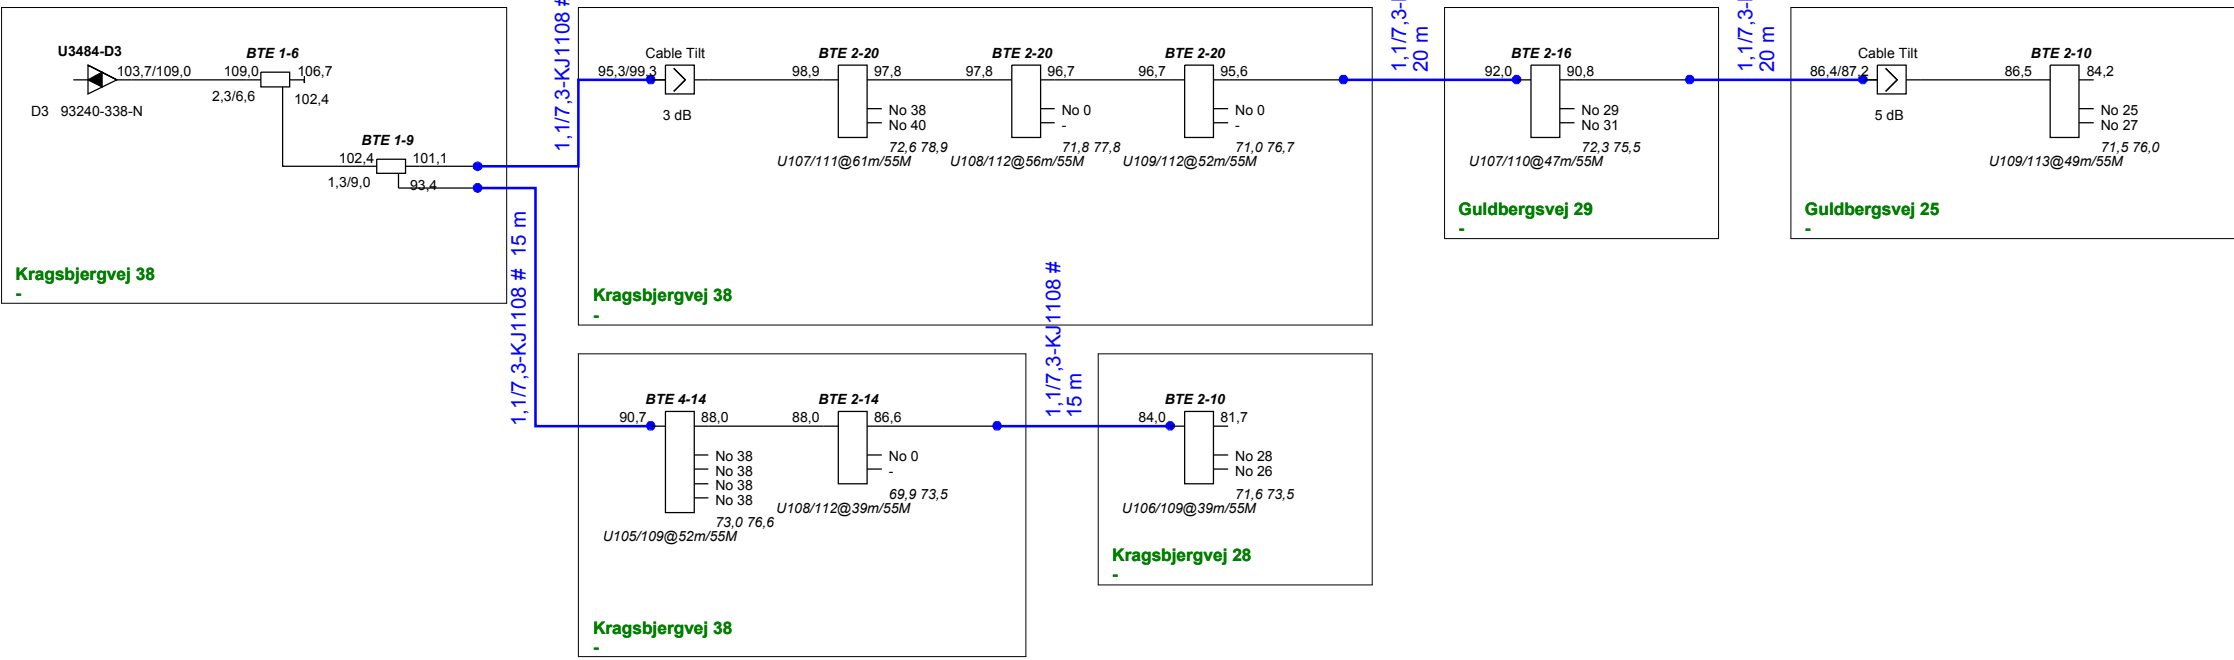 U3484-D3
103,7/109,0
D3 93240-338-N
BTE 1-6
109,0 106,7
2,3/6,6 102,4
BTE 1-9
102,4 101,1
1,3/9,0 93,4
Kragsbjergvej 38
-
1,1/7,3-KJ1108 #
95,3/99,3
Cable Tilt
3 dB
BTE 2-20
98,9 97,8
No 38
No 40
72,6 78,9
U107/111@61m/55M
BTE 2-20
97,8 96,7
No 0
-
71,8 77,8
U108/112@56m/55M
BTE 2-20
96,7 95,6
No 0
-
71,0 76,7
U109/112@52m/55M
Kragsbjergvej 38
-
1,1/7,3-
20 m
BTE 2-16
92,0 90,8
No 29
No 31
72,3 75,5
U107/110@47m/55M
Guldbergsvej 29
-
1,1/7,3-
20 m
86,4/87,2
Cable Tilt
5 dB
BTE 2-10
86,5 84,2
No 25
No 27
71,5 76,0
U109/113@49m/55M
Guldbergsvej 25
-
1,1/7,3-KJ1108 # 15 m
BTE 4-14
90,7 88,0
No 38
No 38
No 38
No 38
73,0 76,6
U105/109@52m/55M
BTE 2-14
88,0 86,6
No 0
-
69,9 73,5
U108/112@39m/55M
Kragsbjergvej 38
-
1,1/7,3-KJ1108 #
15 m
BTE 2-10
84,0 81,7
No 28
No 26
71,6 73,5
U106/109@39m/55M
Kragsbjergvej 28
-